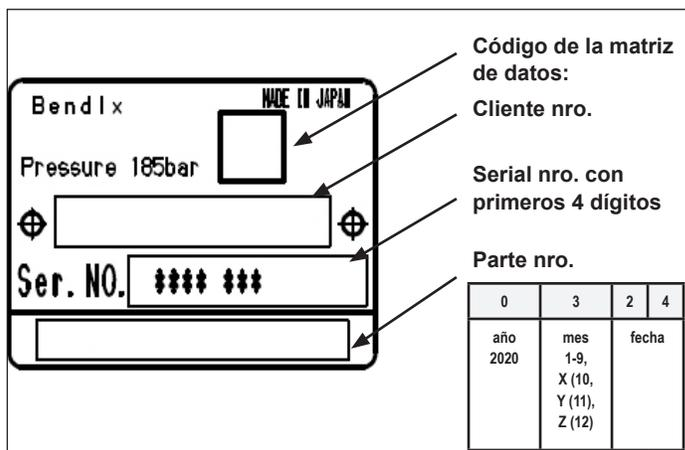 Código de la matriz
de datos:
Cliente nro.
Serial nro. con
primeros 4 dígitos
Parte nro.
Bendix
MADE IN JAPAN
Pressure 185bar
Ser. NO. **** ***
0 3 2 4
año
2020
mes
1-9,
X (10,
Y (11),
Z (12)
fecha